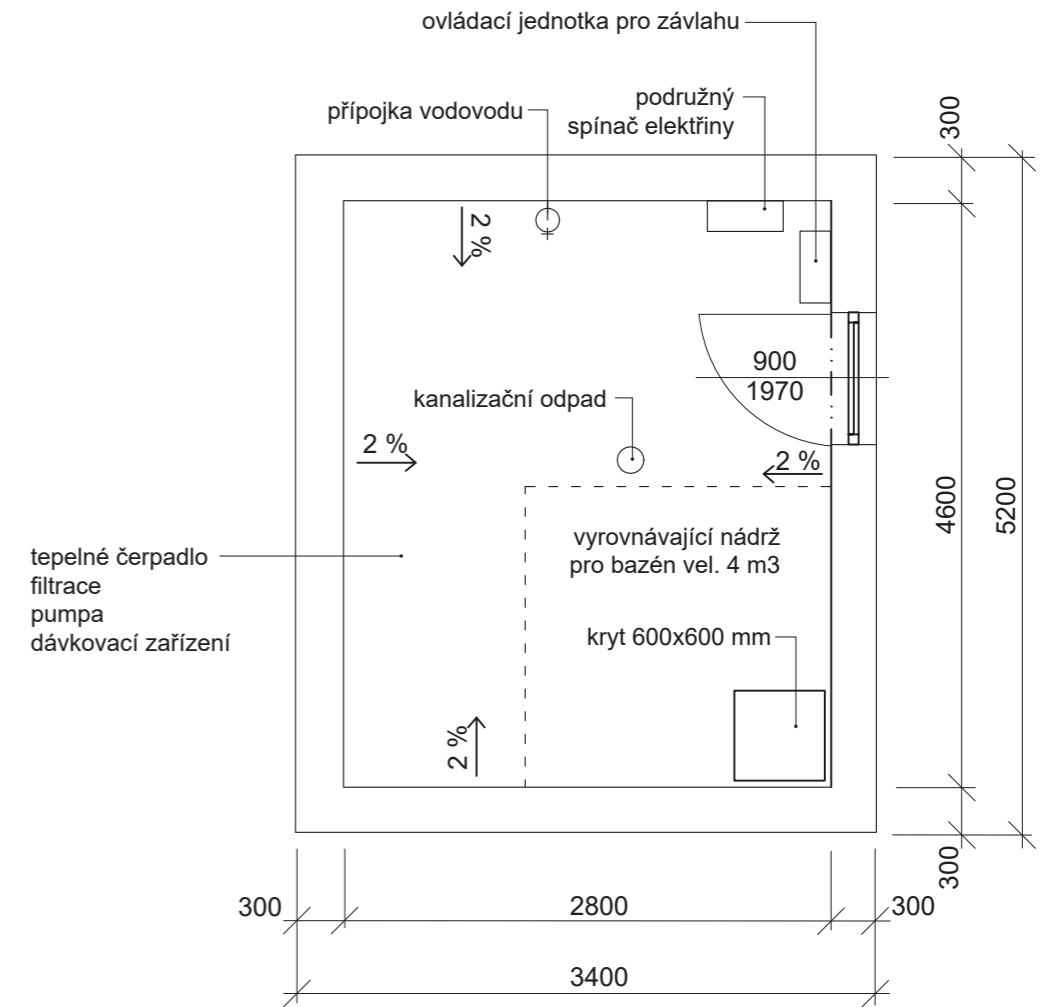 ovládací jednotka pro závlahu
přípojka vodovodu
podružný
spínač elektřiny
300
2 %
900
1970
kanalizační odpad
2 %
2 %
4600
5200
vyrovnávající nádrž
pro bazén vel. 4 m3
tepelné čerpadlo
filtrace
pumpa
dávkovací zařízení
kryt 600x600 mm
2 %
300
300
2800
300
3400